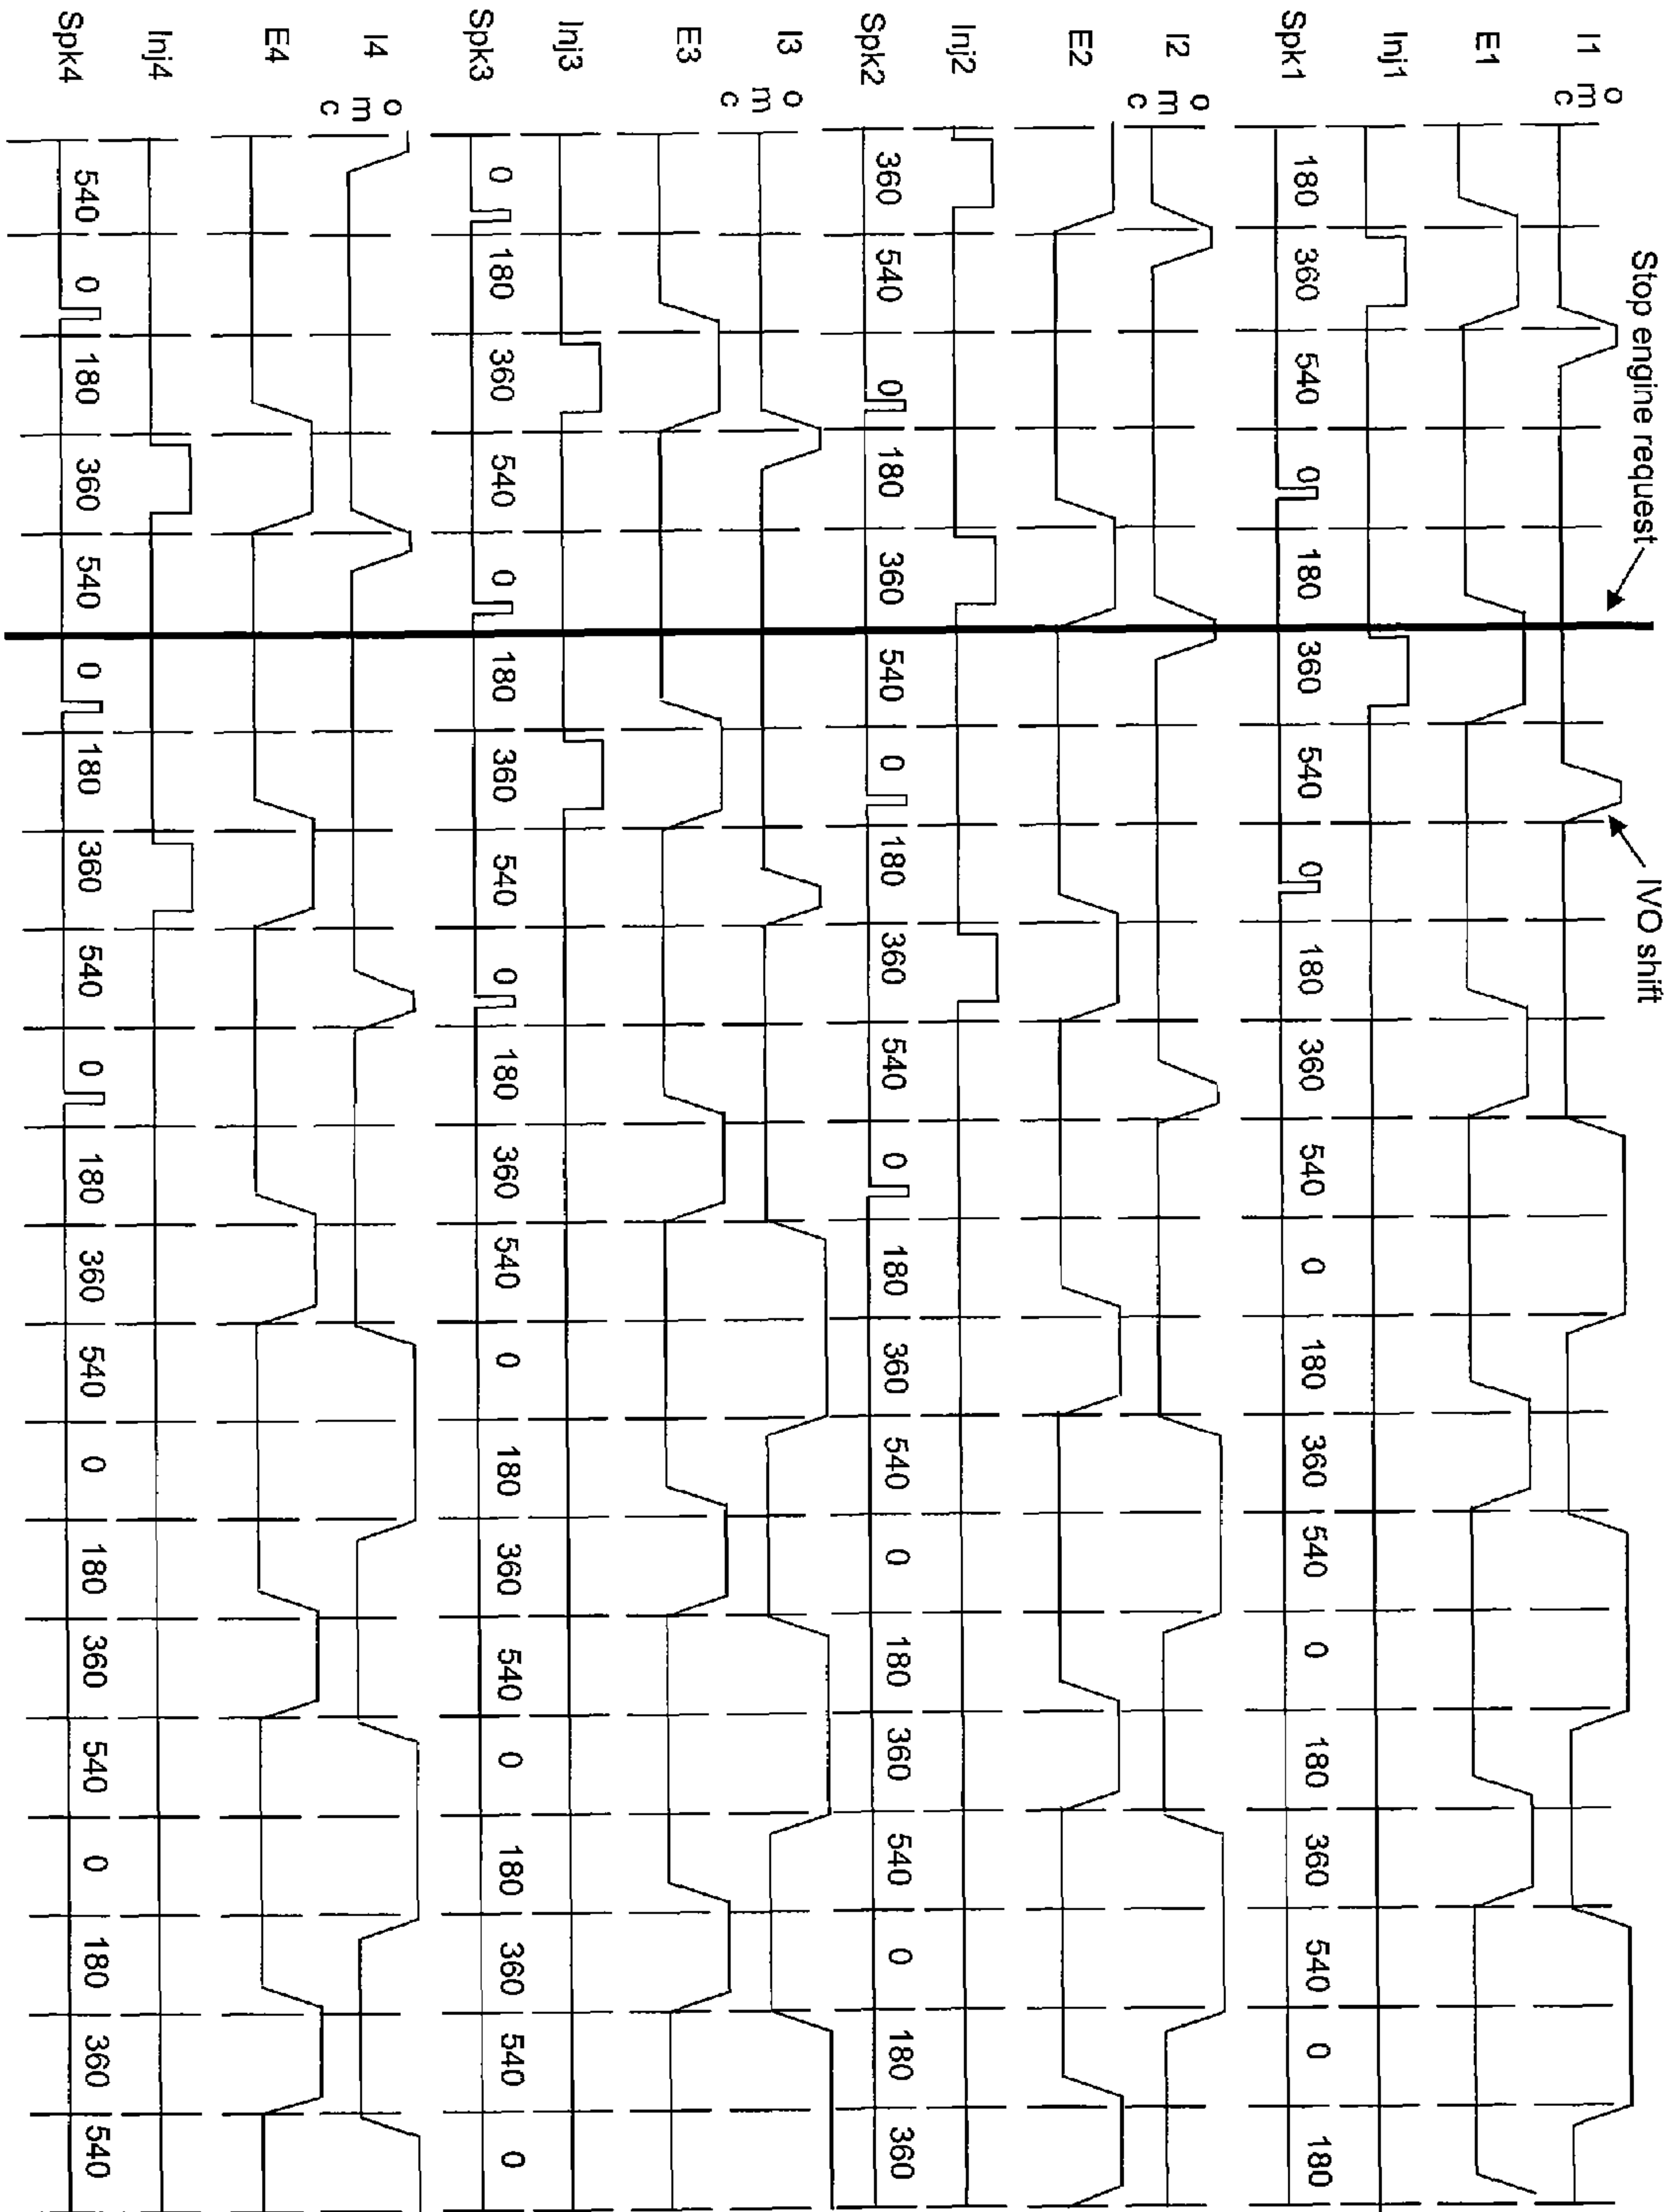 Stop engine request
IVO shift
o
I1 m
c
E1
Inj1
180 360 540 0 180 360 540 0 180 360 540 0 180 360 540 0 180 360 540 0 180
Spk1
o
I2 m
c
E2
Inj2
360 540 0 180 360 540 0 180 360 540 0 180 360 540 0 180 360 540 0 180 360
Spk2
o
I3 m
c
E3
Inj3
0 180 360 540 0 180 360 540 0 180 360 540 0 180 360 540 0 180 360 540 0
Spk3
o
I4 m
c
E4
Inj4
540 0 180 360 540 0 180 360 540 0 180 360 540 0 180 360 540 0 180 360 540
Spk4